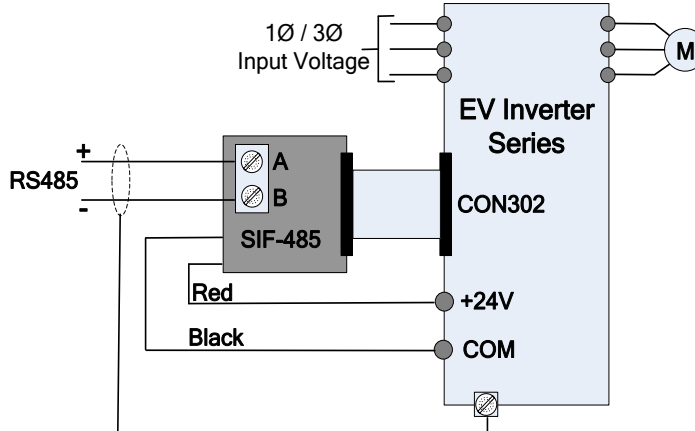 1Ø / 3Ø
Input Voltage
M
EV Inverter
Series
+
A
RS485
B
-
CON302
SIF-485
Red
+24V
Black
COM